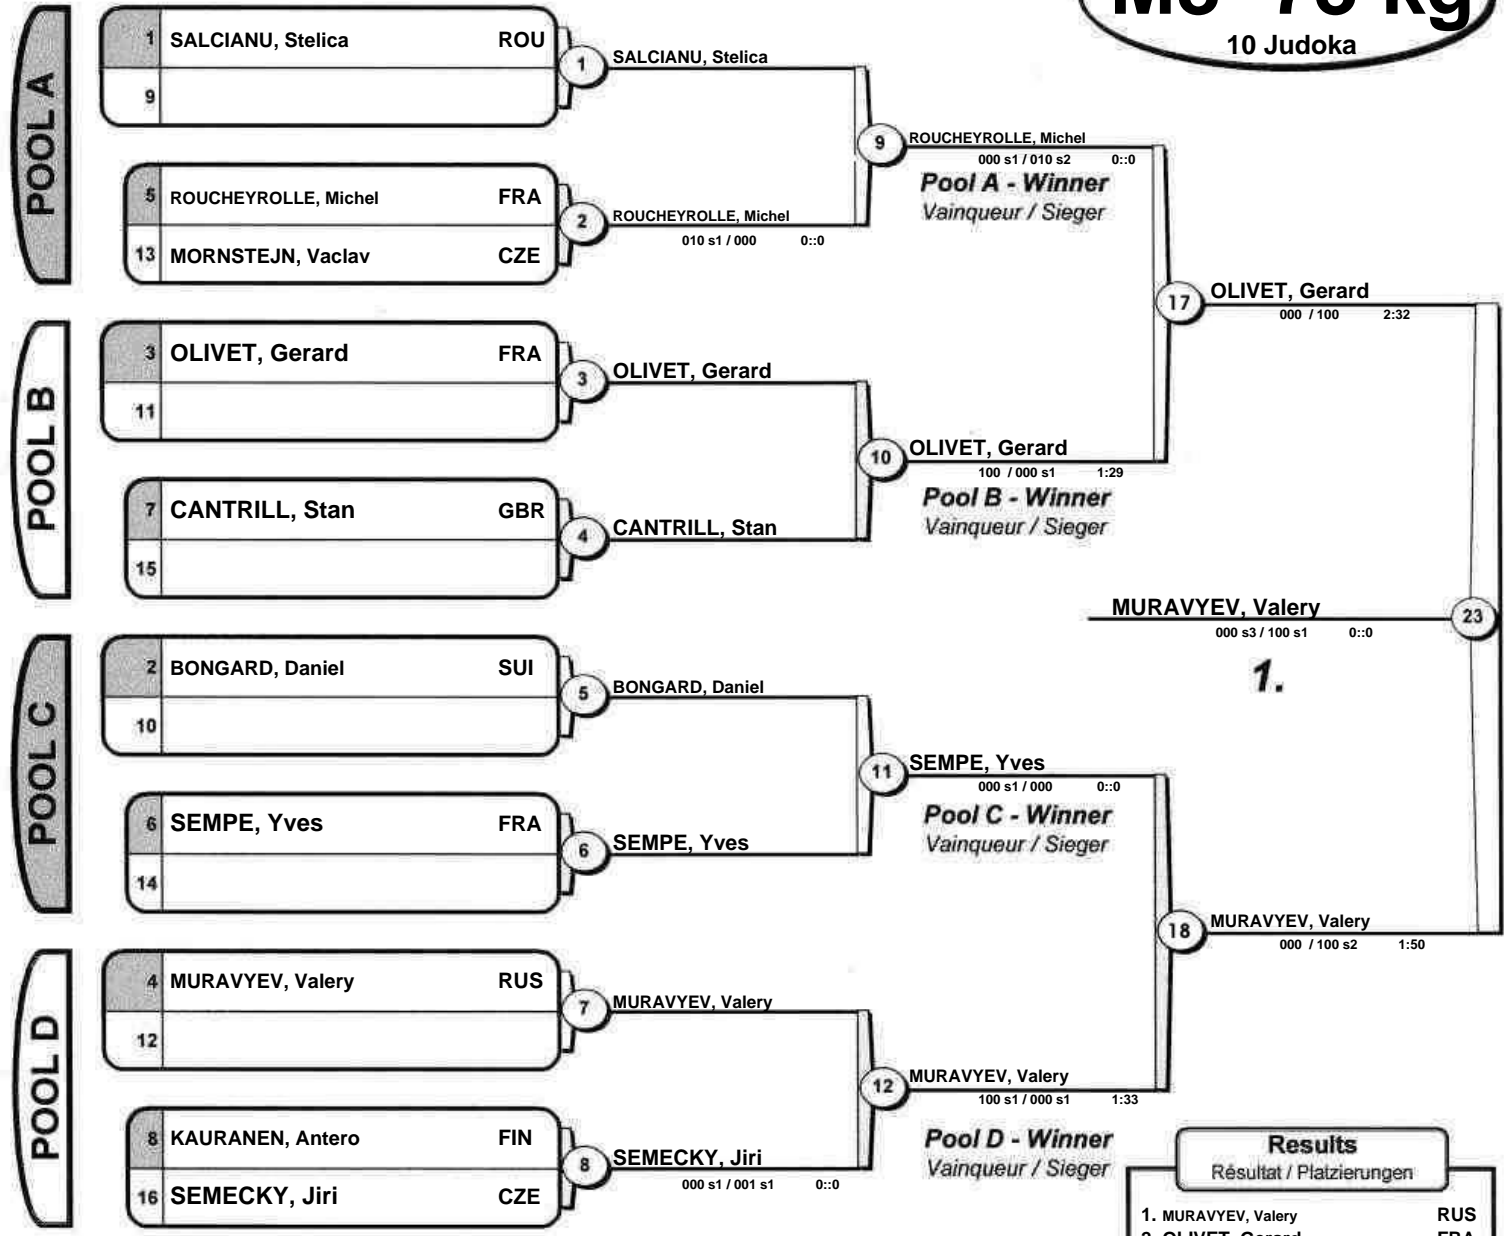 10 Judoka
POOL A
1 SALCIANU, Stelica ROU
9
1 SALCIANU, Stelica
5 ROUCHEYROLLE, Michel FRA
13 MORNSTEJN, Vaclav CZE
2 ROUCHEYROLLE, Michel
010 s1 / 000 0::0
9 ROUCHEYROLLE, Michel
000 s1 / 010 s2 0::0
Pool A - Winner
Vainqueur / Sieger
POOL B
3 OLIVET, Gerard FRA
11
3 OLIVET, Gerard
7 CANTRILL, Stan GBR
15
4 CANTRILL, Stan
10 OLIVET, Gerard
100 / 000 s1 1:29
Pool B - Winner
Vainqueur / Sieger
17 OLIVET, Gerard
000 / 100 2:32
MURAVYEV, Valery 23
000 s3 / 100 s1 0::0
1.
POOL C
2 BONGARD, Daniel SUI
10
5 BONGARD, Daniel
6 SEMPE, Yves FRA
14
6 SEMPE, Yves
11 SEMPE, Yves
000 s1 / 000 0::0
Pool C - Winner
Vainqueur / Sieger
18 MURAVYEV, Valery
000 / 100 s2 1:50
POOL D
4 MURAVYEV, Valery RUS
12
7 MURAVYEV, Valery
8 KAURANEN, Antero FIN
16 SEMECKY, Jiri CZE
8 SEMECKY, Jiri
000 s1 / 001 s1 0::0
12 MURAVYEV, Valery
100 s1 / 000 s1 1:33
Pool D - Winner
Vainqueur / Sieger
Results
Résultat / Platzierungen
1. MURAVYEV, Valery RUS
2. OLIVET, Gerard FRA